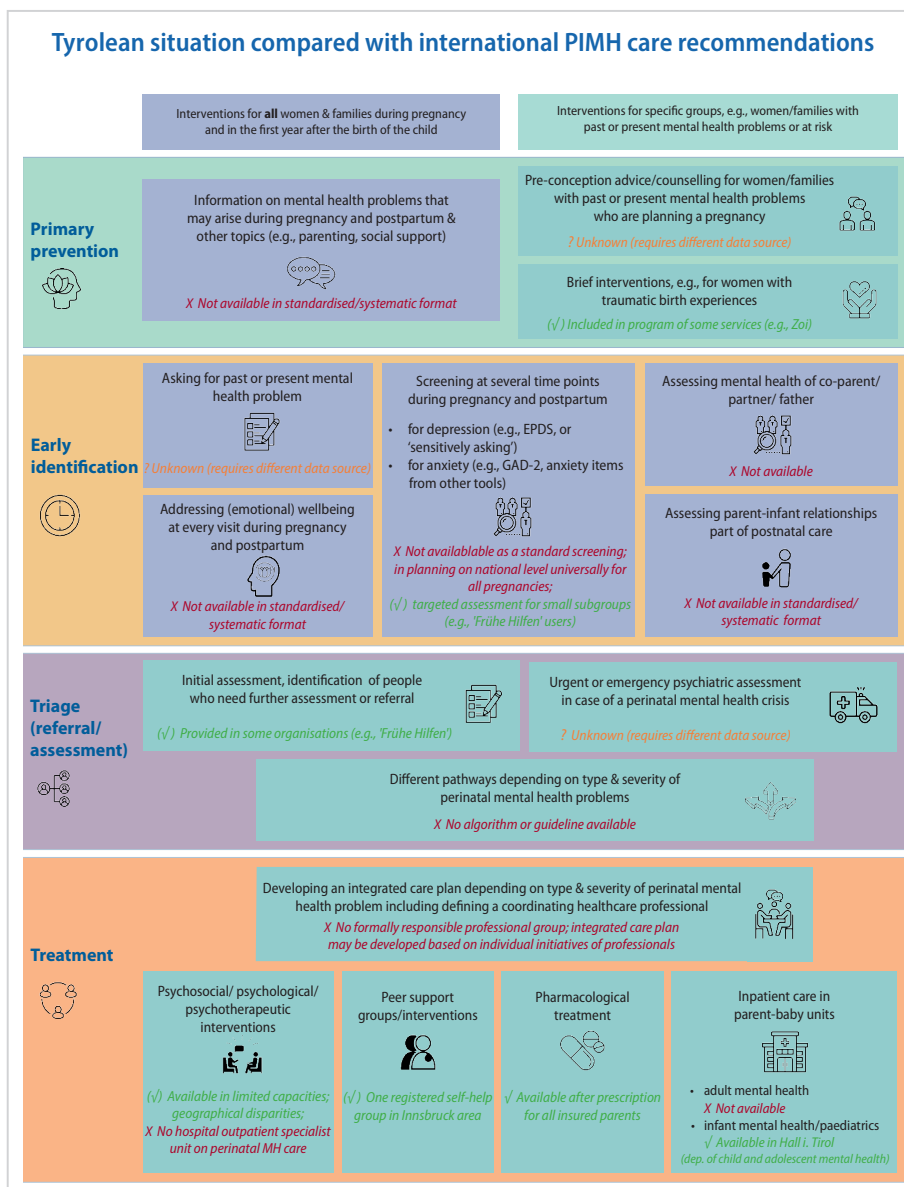 Tyrolean situation compared with international PIMH care recommendations
Interventions for all women & families during pregnancy
and in the first year after the birth of the child
Interventions for specific groups, e.g., women/families with
past or present mental health problems or at risk
Primary
prevention
Information on mental health problems that
may arise during pregnancy and postpartum &
other topics (e.g., parenting, social support)
X Not available in standardised/systematic format
Pre-conception advice/counselling for women/families
with past or present mental health problems
who are planning a pregnancy
? Unknown (requires different data source)
Brief interventions, e.g., for women with
traumatic birth experiences
(√) Included in program of some services (e.g., Zoi)
Early
identification
Asking for past or present mental
health problem
? Unknown (requires different data source)
Addressing (emotional) wellbeing
at every visit during pregnancy
and postpartum
X Not available in standardised/
systematic format
Screening at several time points
during pregnancy and postpartum
• for depression (e.g., EPDS, or
‘sensitively asking’)
• for anxiety (e.g., GAD-2, anxiety items
from other tools)
X Not availablable as a standard screening;
in planning on national level universally for
all pregnancies;
(√) targeted assessment for small subgroups
(e.g., 'Frühe Hilfen' users)
Assessing mental health of co-parent/
partner/ father
X Not available
Assessing parent-infant relationships
part of postnatal care
X Not available in standardised/
systematic format
Triage
(referral/
assessment)
Initial assessment, identification of people
who need further assessment or referral
(√) Provided in some organisations (e.g., 'Frühe Hilfen')
Urgent or emergency psychiatric assessment
in case of a perinatal mental health crisis
? Unknown (requires different data source)
Different pathways depending on type & severity of
perinatal mental health problems
X No algorithm or guideline available
Treatment
Developing an integrated care plan depending on type & severity of perinatal mental
health problem including defining a coordinating healthcare professional
X No formally responsible professional group; integrated care plan
may be developed based on individual initiatives of professionals
Psychosocial/ psychological/
psychotherapeutic
interventions
(√) Available in limited capacities;
geographical disparities;
X No hospital outpatient specialist
unit on perinatal MH care
Peer support
groups/interventions
(√) One registered self-help
group in Innsbruck area
Pharmacological
treatment
√ Available after prescription
for all insured parents
Inpatient care in
parent-baby units
• adult mental health
X Not available
• infant mental health/paediatrics
√ Available in Hall i. Tirol
(dep. of child and adolescent mental health)